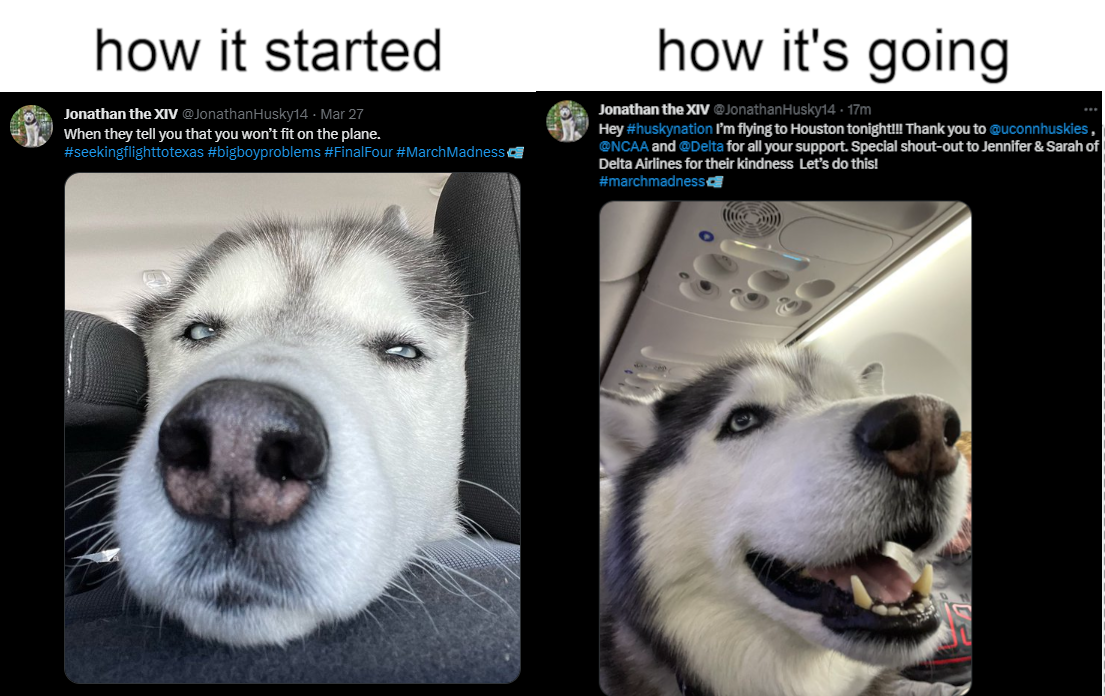 how it started
how it's going
Jonathan the XIV @JonathanHusky14 · Mar 27
When they tell you that you won't fit on the plane.
#seekingflighttotexas #bigboyproblems #FinalFour #MarchMadness
Jonathan the XIV @JonathanHusky14 · 17m
Hey #huskynation I'm flying to Houston tonight!!! Thank you to @uconnhuskies ,
@NCAA and @Delta for all your support. Special shout-out to Jennifer & Sarah of
Delta Airlines for their kindness Let's do this!
#marchmadness